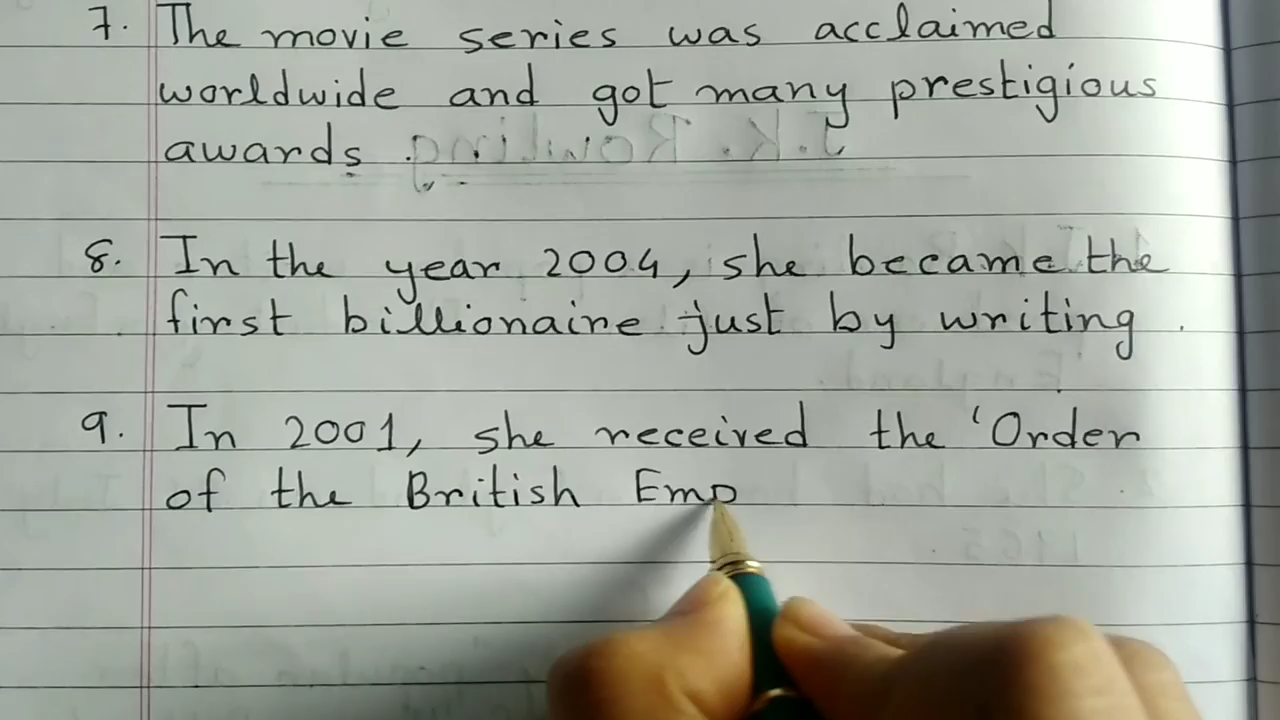 7. The movie series was acclaimed
worldwide and got many prestigious
awards.
J.K. Rowling
8. In the year 2004, she became the
first billionaire just by writing.
9. In 2001, she received the 'Order
of the British Emp